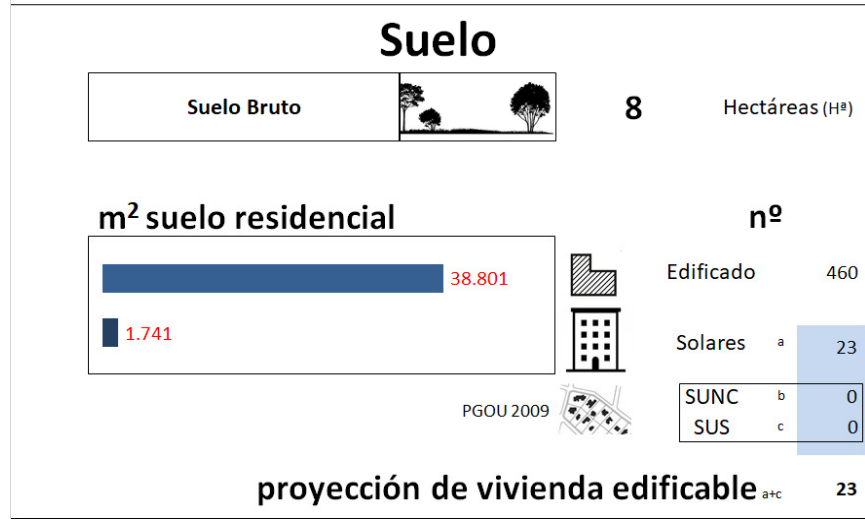 Suelo
Suelo Bruto 8 Hectáreas (Hª)
m² suelo residencial nº
38.801 Edificado 460
1.741 Solares a 23
PGOU 2009 SUNC b 0
SUS c 0
proyección de vivienda edificable a+c 23